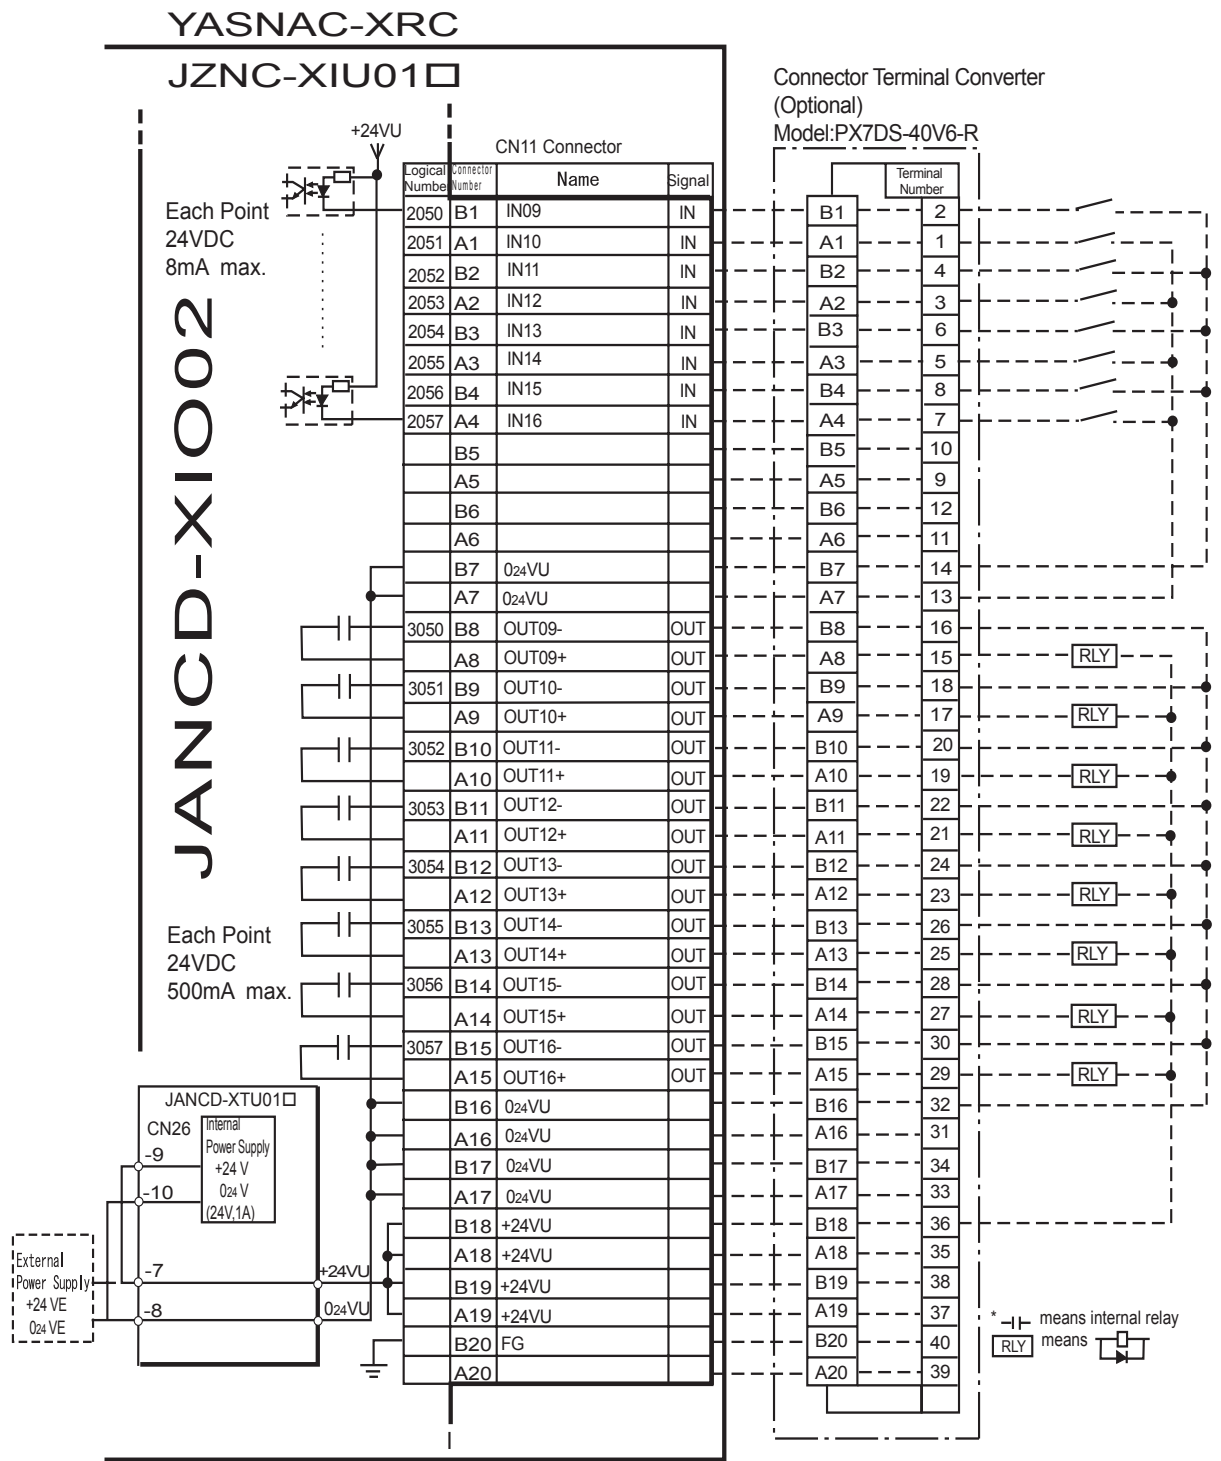 YASNAC-XRC
JZNC-XIU01□
Connector Terminal Converter
(Optional)
Model:PX7DS-40V6-R
+24VU
CN11 Connector
Logical Number Connector Number Name Signal
Terminal Number
Each Point
24VDC
8mA max.
JANCD-XIO02
2050 B1 IN09 IN B1 2
2051 A1 IN10 IN A1 1
2052 B2 IN11 IN B2 4
2053 A2 IN12 IN A2 3
2054 B3 IN13 IN B3 6
2055 A3 IN14 IN A3 5
2056 B4 IN15 IN B4 8
2057 A4 IN16 IN A4 7
B5 B5 10
A5 A5 9
B6 B6 12
A6 A6 11
B7 024VU B7 14
A7 024VU A7 13
3050 B8 OUT09- OUT B8 16
A8 OUT09+ OUT A8 15 RLY
3051 B9 OUT10- OUT B9 18
A9 OUT10+ OUT A9 17 RLY
3052 B10 OUT11- OUT B10 20
A10 OUT11+ OUT A10 19 RLY
3053 B11 OUT12- OUT B11 22
A11 OUT12+ OUT A11 21 RLY
3054 B12 OUT13- OUT B12 24
A12 OUT13+ OUT A12 23 RLY
3055 B13 OUT14- OUT B13 26
A13 OUT14+ OUT A13 25 RLY
3056 B14 OUT15- OUT B14 28
A14 OUT15+ OUT A14 27 RLY
3057 B15 OUT16- OUT B15 30
A15 OUT16+ OUT A15 29 RLY
B16 024VU B16 32
A16 024VU A16 31
B17 024VU B17 34
A17 024VU A17 33
B18 +24VU B18 36
A18 +24VU A18 35
B19 +24VU B19 38
A19 +24VU A19 37
B20 FG B20 40
A20 A20 39
Each Point
24VDC
500mA max.
JANCD-XTU01□
CN26
Internal
Power Supply
+24 V
024 V
(24V,1A)
-9
-10
-7
-8
+24VU
024VU
External
Power Supply
+24 VE
024 VE
* means internal relay
RLY means